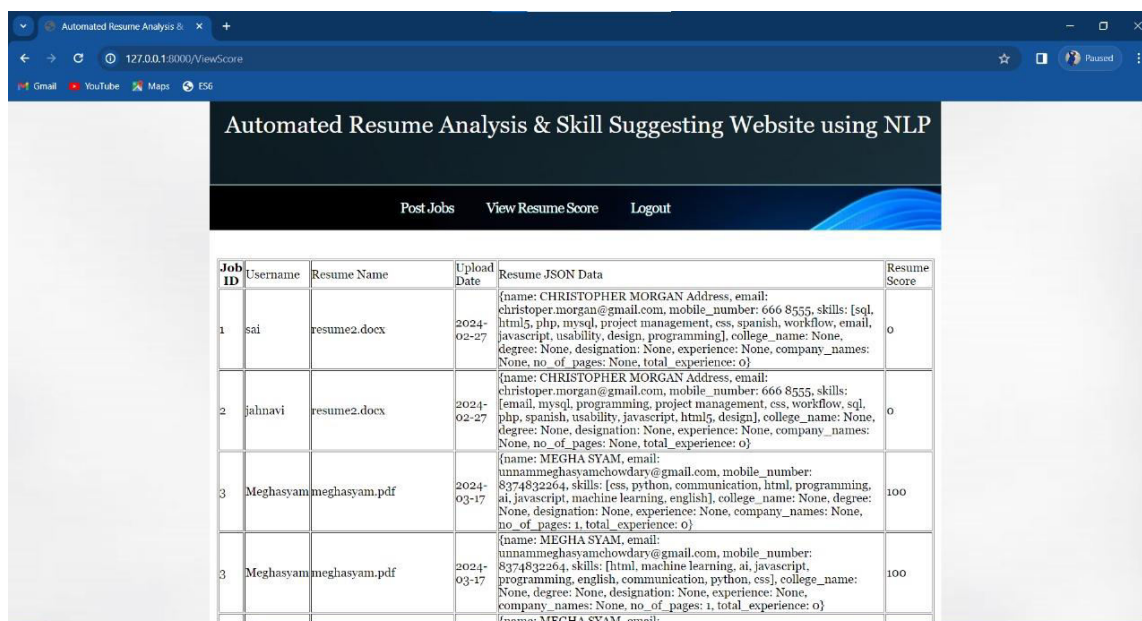 Automated Resume Analysis &
127.0.0.1:8000/ViewScore
Paused
Gmail YouTube Maps ES6
Automated Resume Analysis & Skill Suggesting Website using NLP
Post Jobs View Resume Score Logout
Job ID Username Resume Name Upload Date Resume JSON Data Resume Score
1 sai resume2.docx 2024-02-27
{name: CHRISTOPHER MORGAN Address, email:
christoper.morgan@gmail.com, mobile_number: 666 8555, skills: [sql,
html5, php, mysql, project management, css, spanish, workflow, email,
javascript, usability, design, programming], college_name: None,
degree: None, designation: None, experience: None, company_names:
None, no_of_pages: None, total_experience: 0}
0
2 jahnavi resume2.docx 2024-02-27
{name: CHRISTOPHER MORGAN Address, email:
christoper.morgan@gmail.com, mobile_number: 666 8555, skills:
[email, mysql, programming, project management, css, workflow, sql,
php, spanish, usability, javascript, html5, design], college_name: None,
degree: None, designation: None, experience: None, company_names:
None, no_of_pages: None, total_experience: 0}
0
3 Meghasyam meghasyam.pdf 2024-03-17
{name: MEGHA SYAM, email:
unnammeghasyamchowdary@gmail.com, mobile_number:
8374832264, skills: [css, python, communication, html, programming,
ai, javascript, machine learning, english], college_name: None, degree:
None, designation: None, experience: None, company_names: None,
no_of_pages: 1, total_experience: 0}
100
3 Meghasyam meghasyam.pdf 2024-03-17
{name: MEGHA SYAM, email:
unnammeghasyamchowdary@gmail.com, mobile_number:
8374832264, skills: [html, machine learning, ai, javascript,
programming, english, communication, python, css], college_name:
None, degree: None, designation: None, experience: None,
company_names: None, no_of_pages: 1, total_experience: 0}
100
{name: MEGHA SYAM, email: